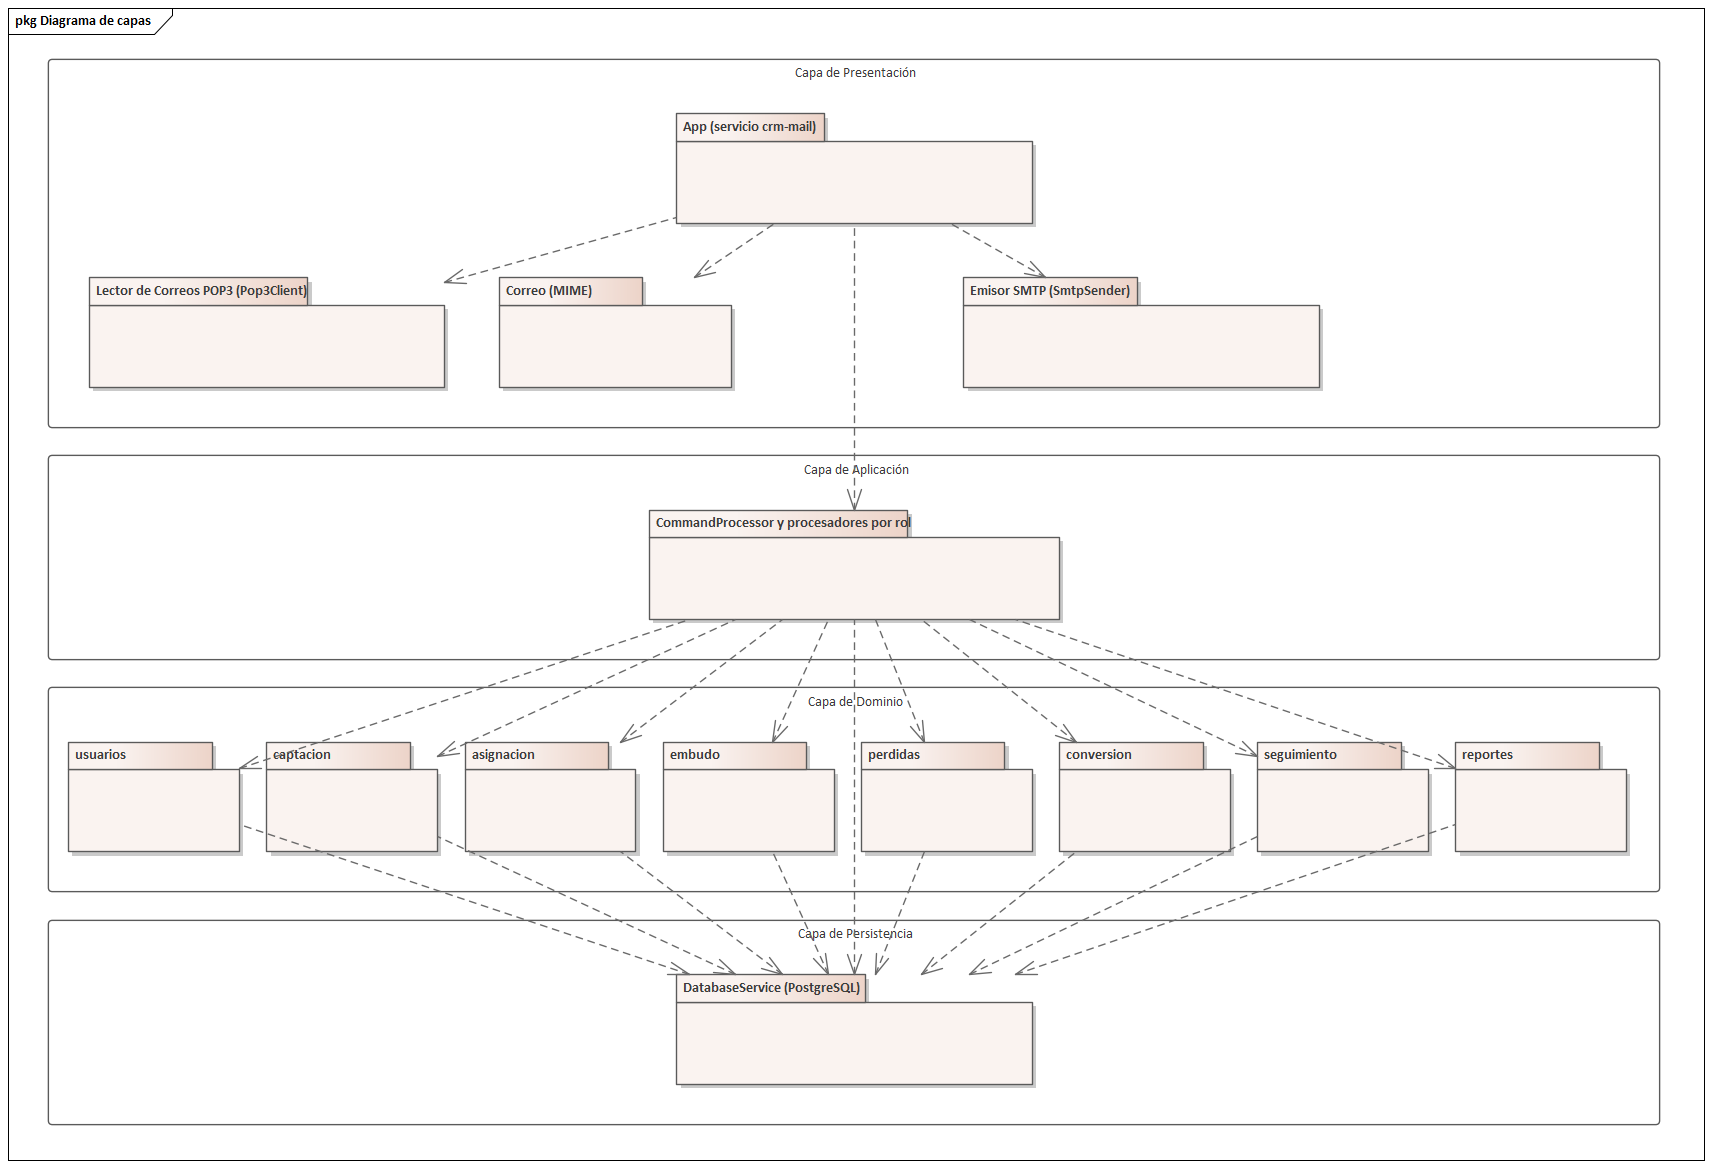 pkg Diagrama de capas
Capa de Presentación
App (servicio crm-mail)
Lector de Correos POP3 (Pop3Client)
Correo (MIME)
Emisor SMTP (SmtpSender)
Capa de Aplicación
CommandProcessor y procesadores por rol
Capa de Dominio
usuarios
captacion
asignacion
embudo
perdidas
conversion
seguimiento
reportes
Capa de Persistencia
DatabaseService (PostgreSQL)